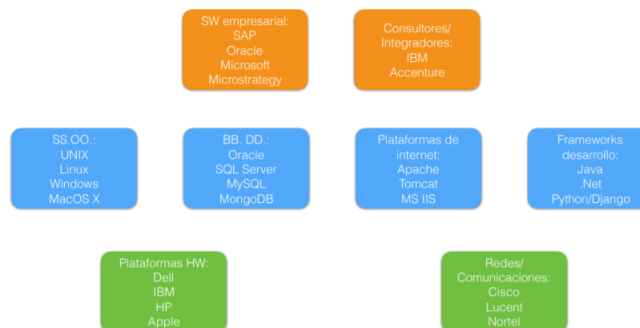 SW empresarial:
SAP
Oracle
Microsoft
Microstrategy
Consultores/
Integradores:
IBM
Accenture
SS.OO.:
UNIX
Linux
Windows
MacOS X
BB. DD.:
Oracle
SQL Server
MySQL
MongoDB
Plataformas de
internet:
Apache
Tomcat
MS IIS
Frameworks
desarrollo:
Java
.Net
Python/Django
Plataformas HW:
Dell
IBM
HP
Apple
Redes/
Comunicaciones:
Cisco
Lucent
Nortel